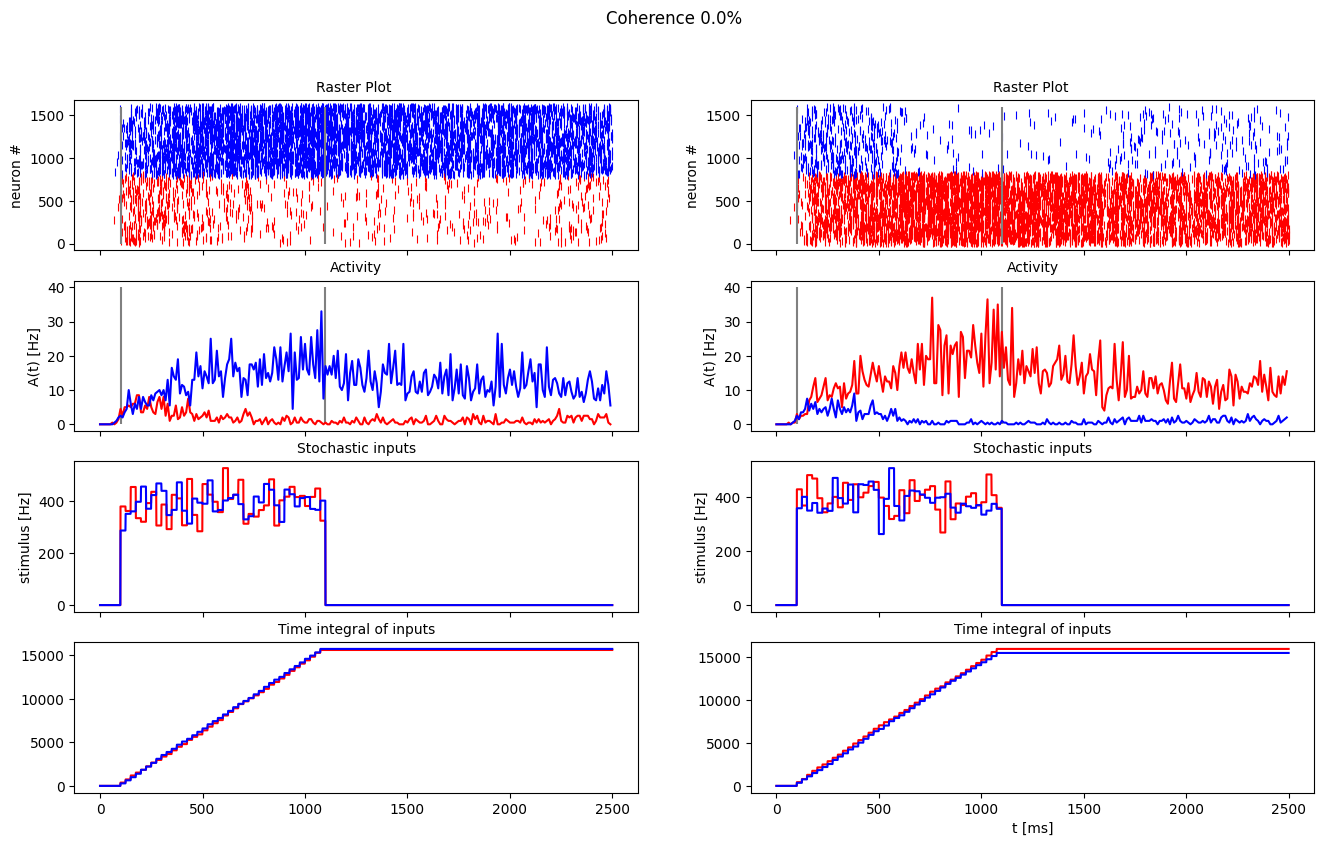 Coherence 0.0%
Raster Plot
neuron #
1500
1000
500
0
Activity
A(t) [Hz]
40
30
20
10
0
Stochastic inputs
stimulus [Hz]
400
200
0
Time integral of inputs
15000
10000
5000
0
0 500 1000 1500 2000 2500
Raster Plot
neuron #
1500
1000
500
0
Activity
A(t) [Hz]
40
30
20
10
0
Stochastic inputs
stimulus [Hz]
400
200
0
Time integral of inputs
15000
10000
5000
0
0 500 1000 1500 2000 2500
t [ms]